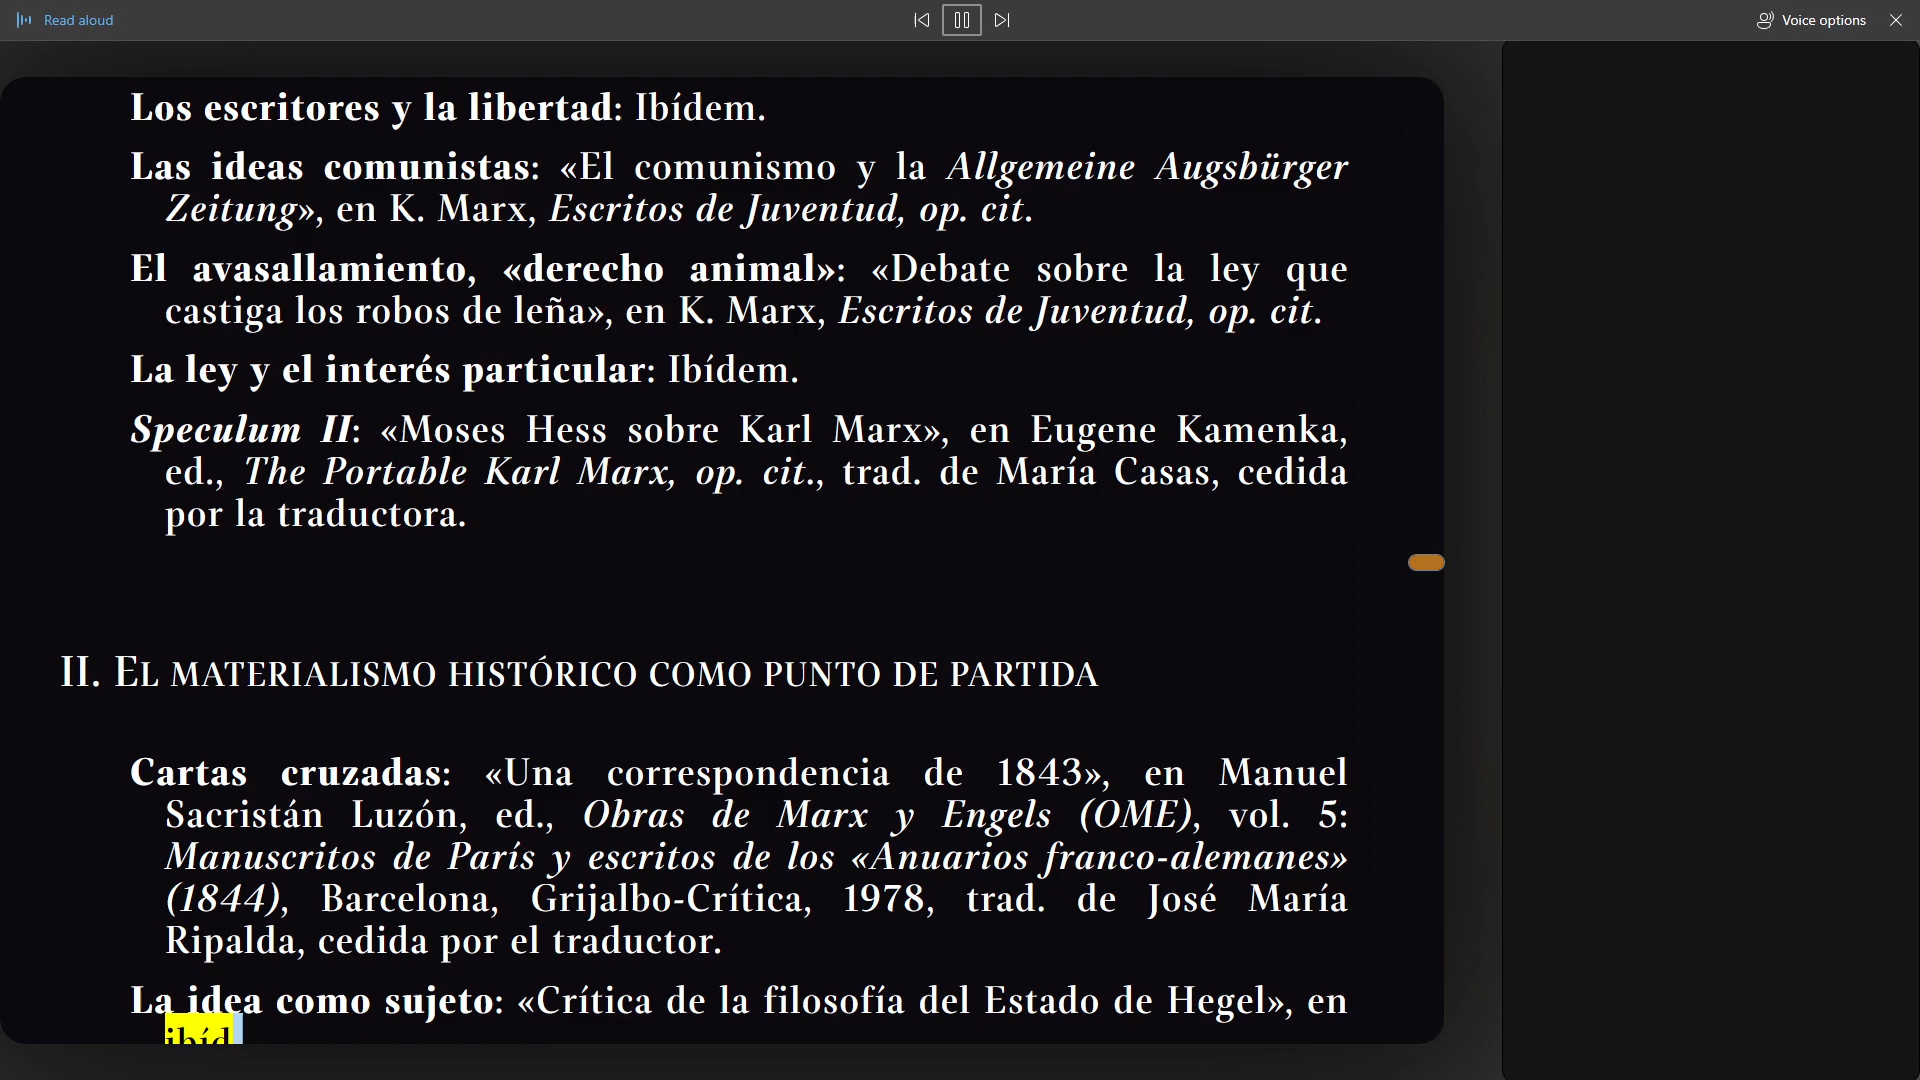 Read aloud
Voice options
Los escritores y la libertad: Ibídem.
Las ideas comunistas: «El comunismo y la Allgemeine Augsbürger
Zeitung», en K. Marx, Escritos de Juventud, op. cit.
El avasallamiento, «derecho animal»: «Debate sobre la ley que
castiga los robos de leña», en K. Marx, Escritos de Juventud, op. cit.
La ley y el interés particular: Ibídem.
Speculum II: «Moses Hess sobre Karl Marx», en Eugene Kamenka,
ed., The Portable Karl Marx, op. cit., trad. de María Casas, cedida
por la traductora.
II. EL MATERIALISMO HISTÓRICO COMO PUNTO DE PARTIDA
Cartas cruzadas: «Una correspondencia de 1843», en Manuel
Sacristán Luzón, ed., Obras de Marx y Engels (OME), vol. 5:
Manuscritos de París y escritos de los «Anuarios franco-alemanes»
(1844), Barcelona, Grijalbo-Crítica, 1978, trad. de José María
Ripalda, cedida por el traductor.
La idea como sujeto: «Crítica de la filosofía del Estado de Hegel», en
ibíd